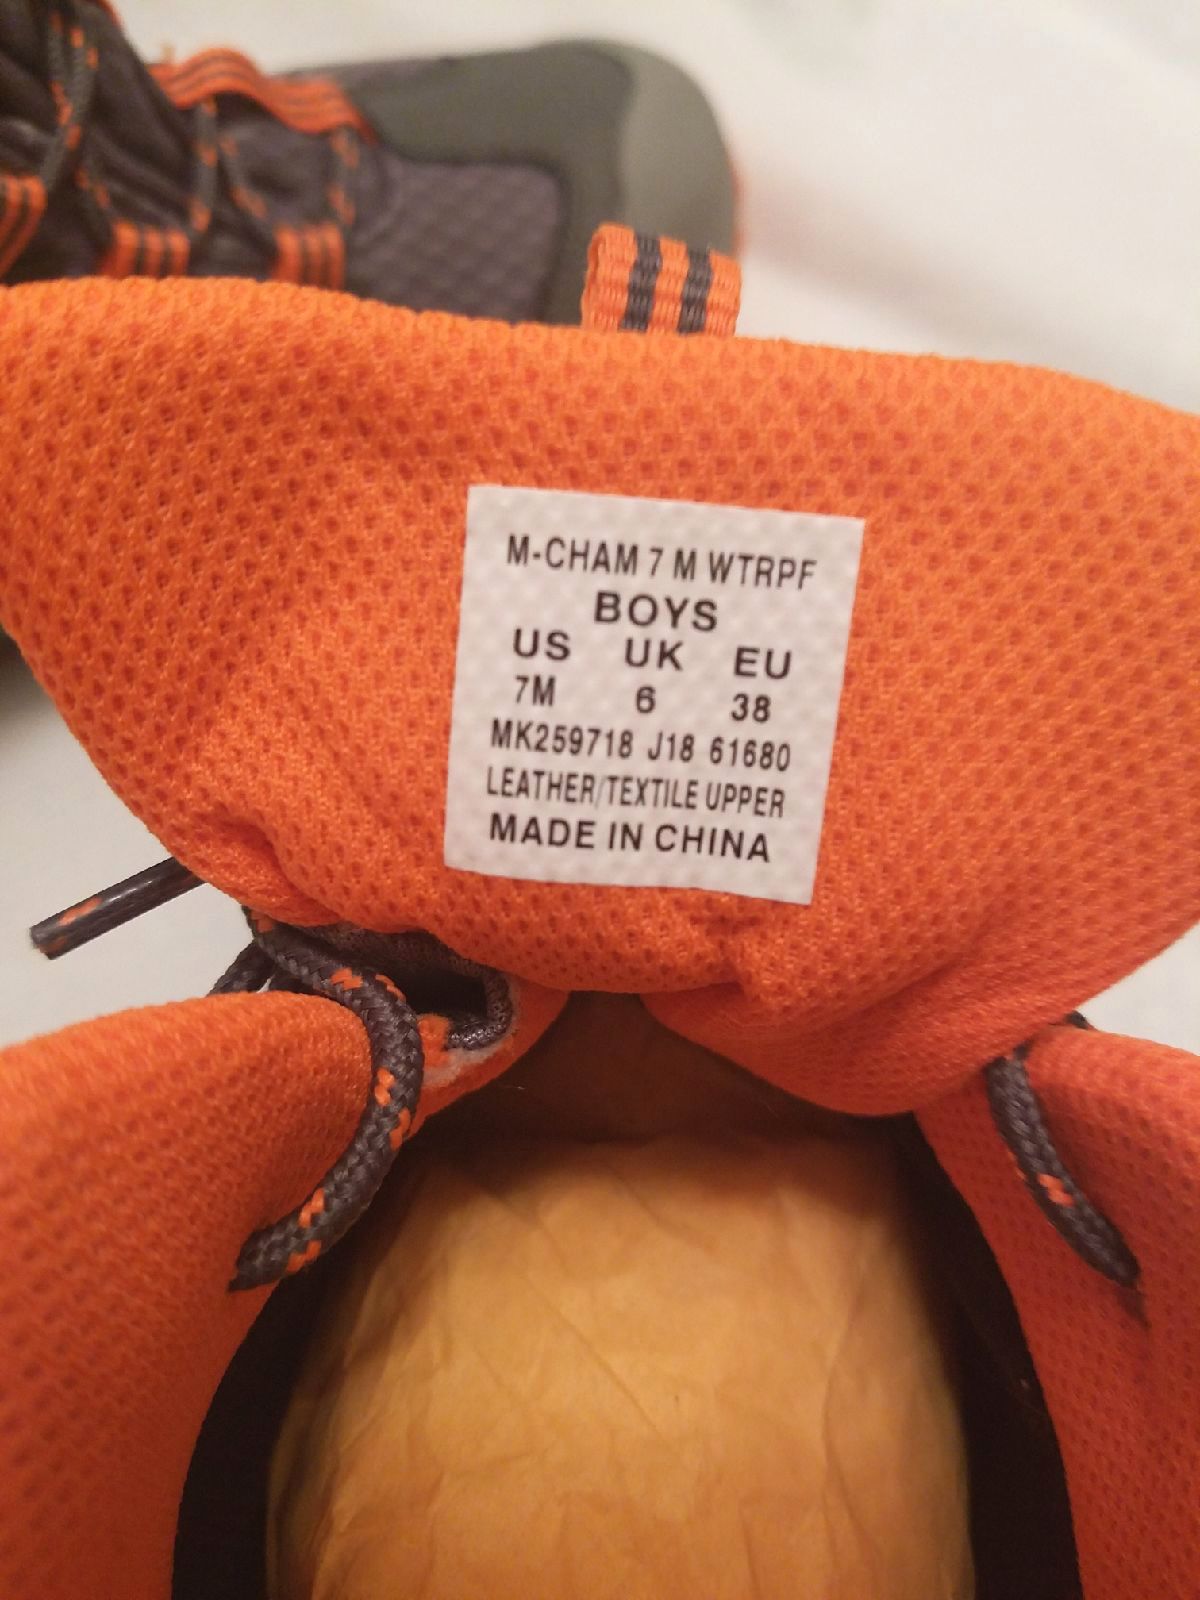 M-CHAM 7 M WTRPF
BOYS
US UK EU
7M 6 38
MK259718 J18 61680
LEATHER/TEXTILE UPPER
MADE IN CHINA